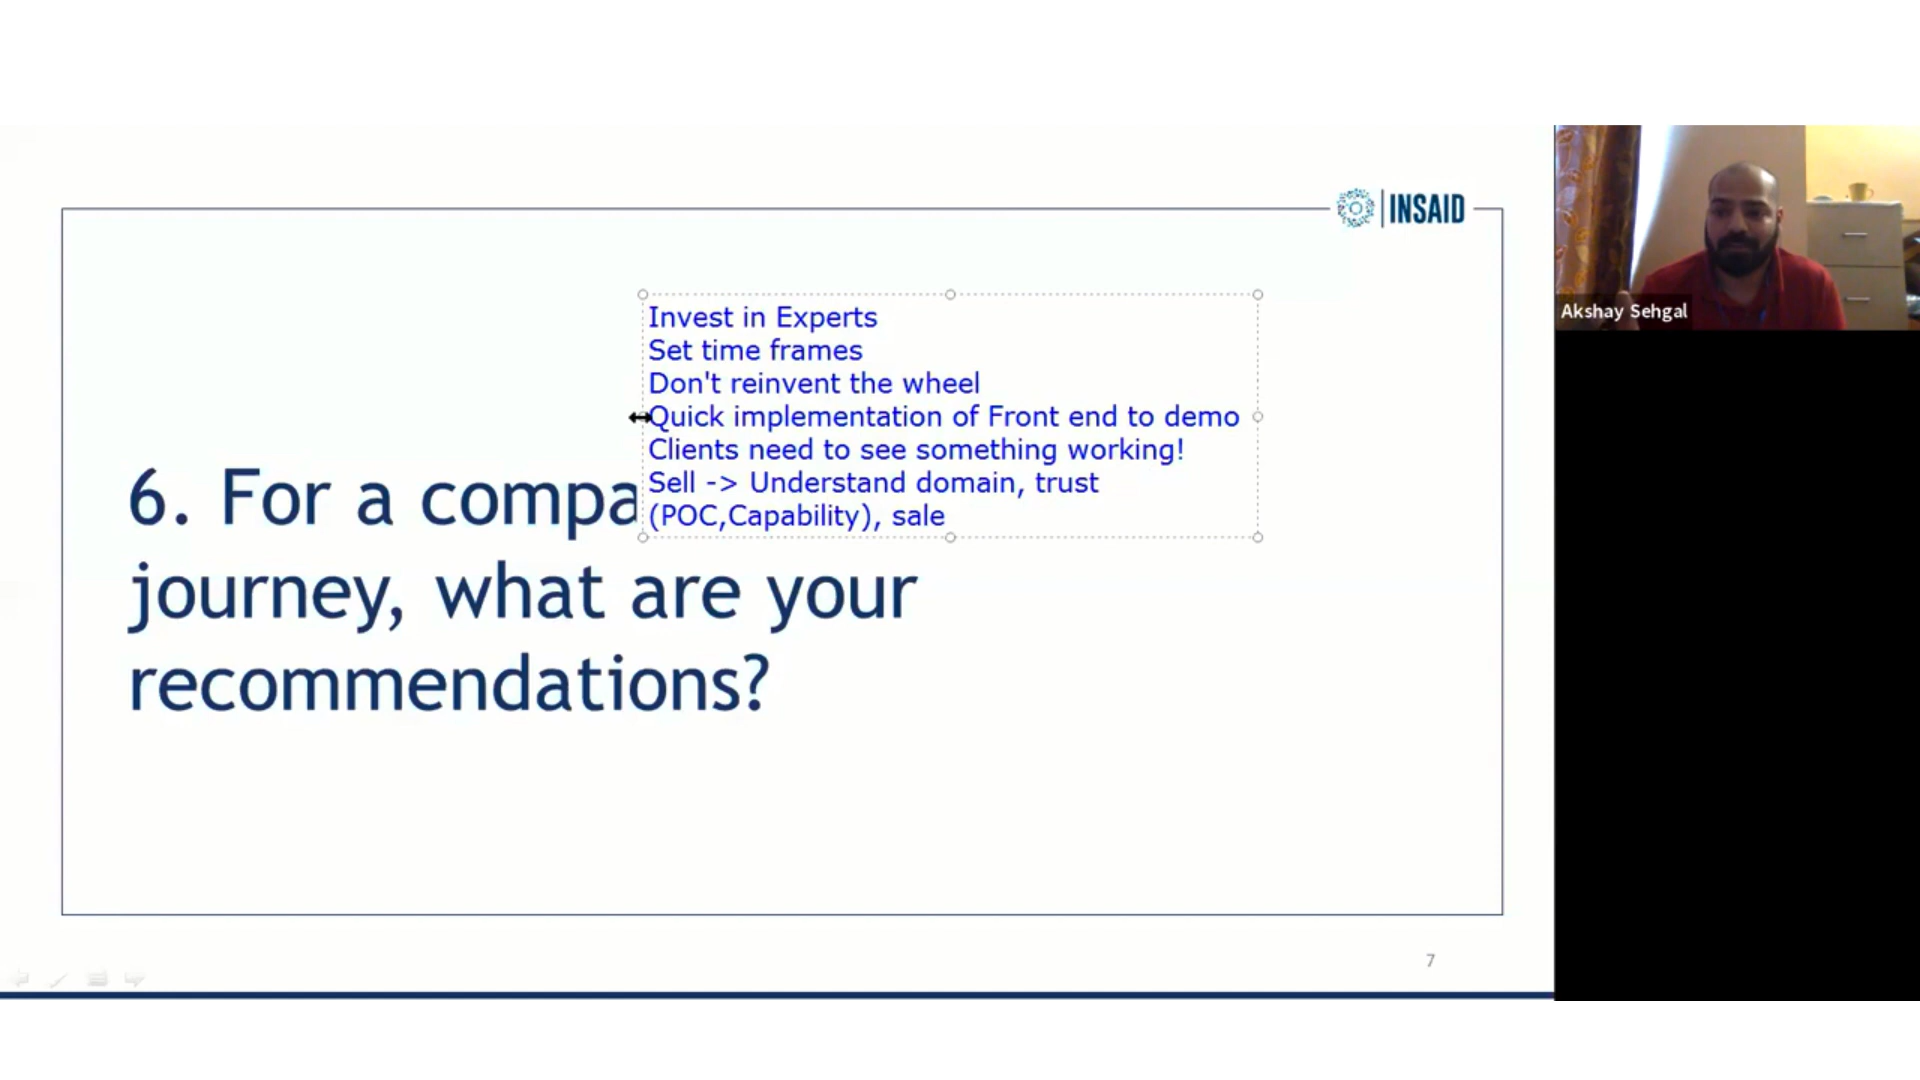 INSAID
Invest in Experts
Set time frames
Don't reinvent the wheel
Quick implementation of Front end to demo
Clients need to see something working!
Sell -> Understand domain, trust
(POC,Capability), sale
6. For a compa
journey, what are your
recommendations?
7
Akshay Sehgal